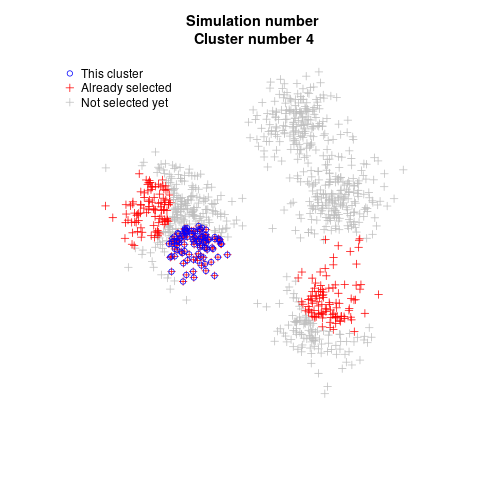 Simulation number
Cluster number 4
This cluster
Already selected
Not selected yet